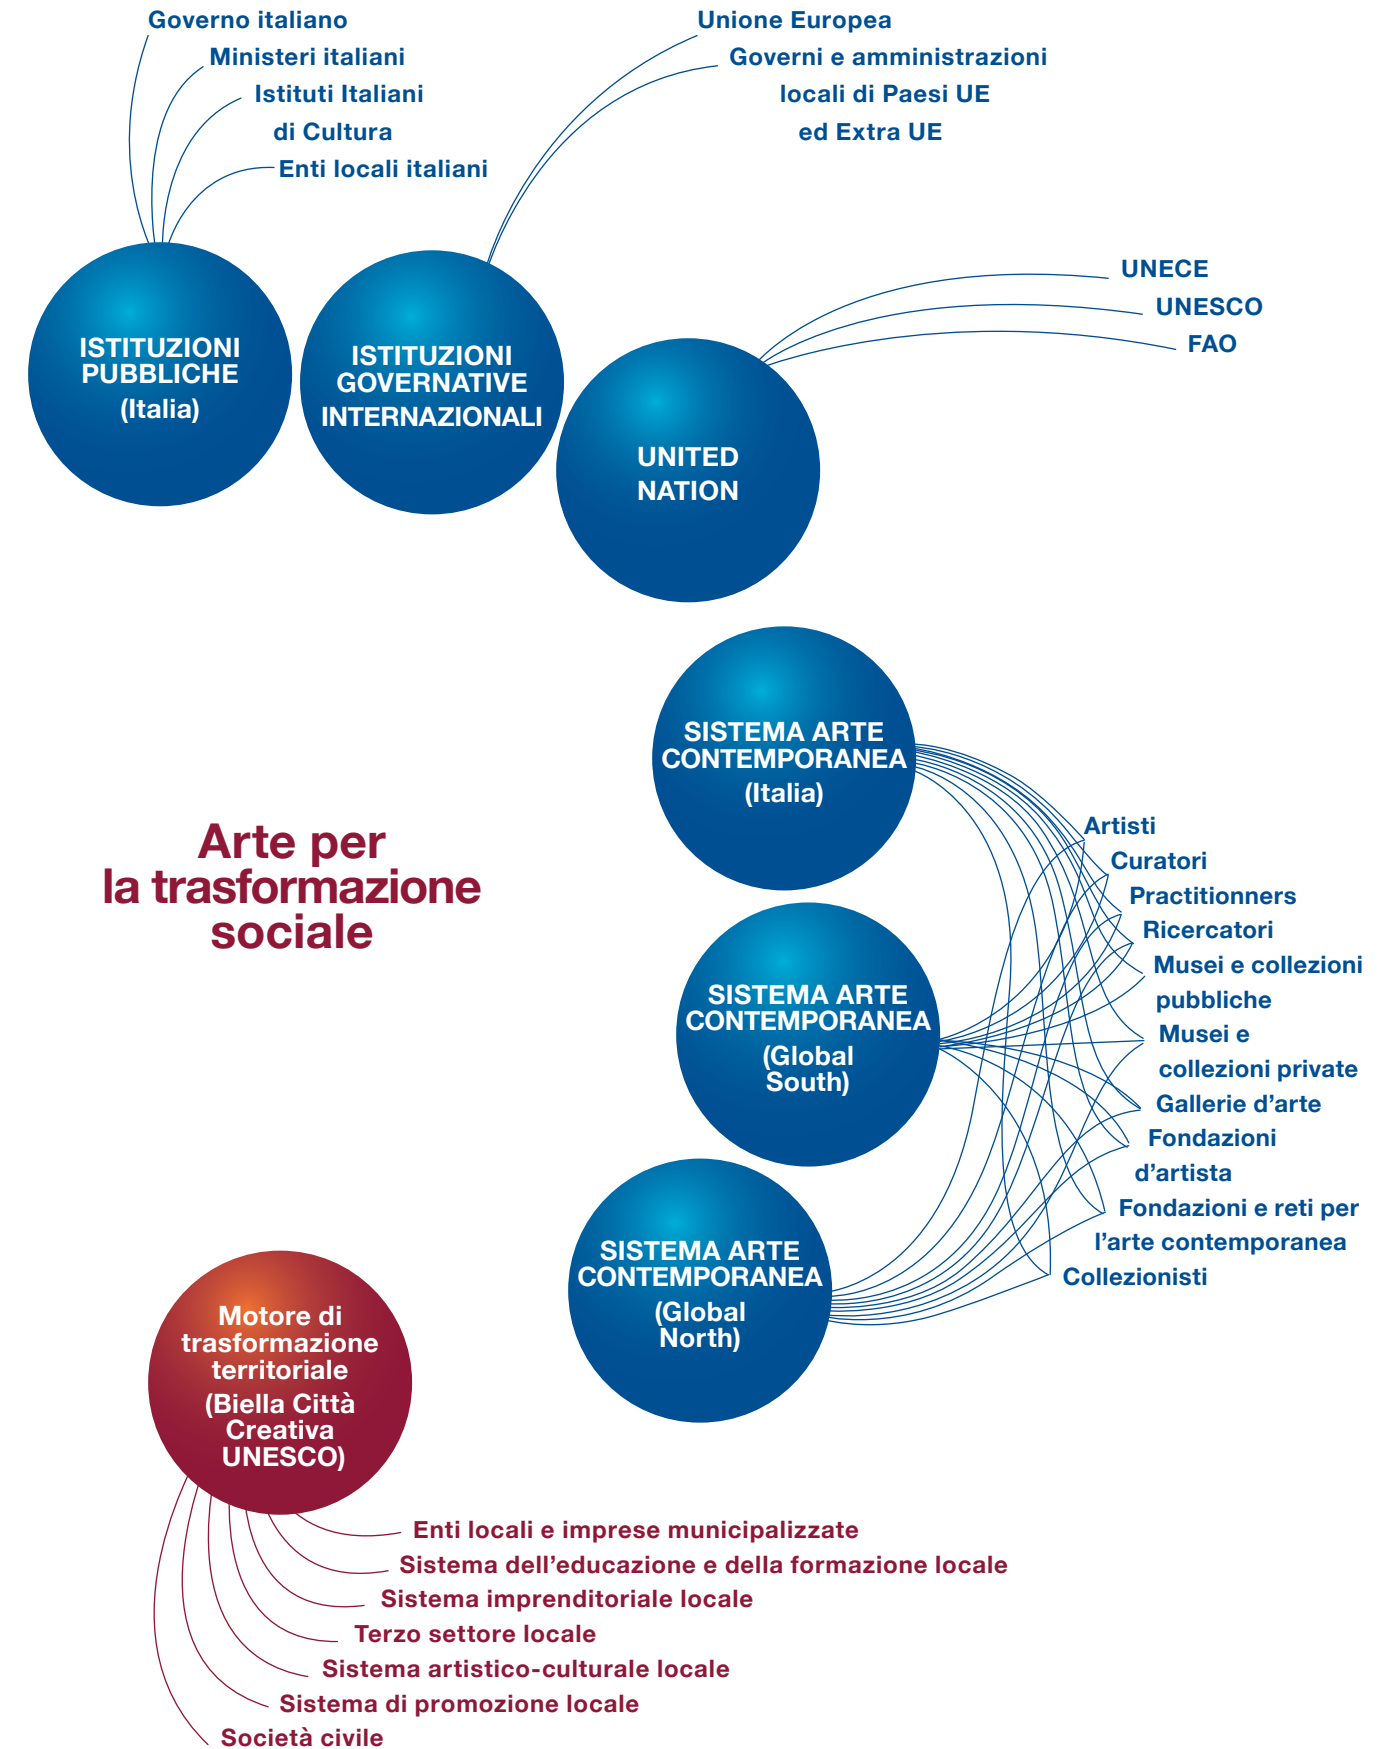 Governo italiano
Ministeri italiani
Istituti Italiani
di Cultura
Enti locali italiani
Unione Europea
Governi e amministrazioni
locali di Paesi UE
ed Extra UE
UNECE
UNESCO
FAO
ISTITUZIONI
PUBBLICHE
(Italia)
ISTITUZIONI
GOVERNATIVE
INTERNAZIONALI
UNITED
NATION
SISTEMA ARTE
CONTEMPORANEA
(Italia)
Arte per
la trasformazione
sociale
Artisti
Curatori
Practitionners
Ricercatori
Musei e collezioni
pubbliche
Musei e
collezioni private
Gallerie d'arte
Fondazioni
d'artista
Fondazioni e reti per
l'arte contemporanea
Collezionisti
SISTEMA ARTE
CONTEMPORANEA
(Global
South)
SISTEMA ARTE
CONTEMPORANEA
(Global
North)
Motore di
trasformazione
territoriale
(Biella Città
Creativa
UNESCO)
Enti locali e imprese municipalizzate
Sistema dell'educazione e della formazione locale
Sistema imprenditoriale locale
Terzo settore locale
Sistema artistico-culturale locale
Sistema di promozione locale
Società civile